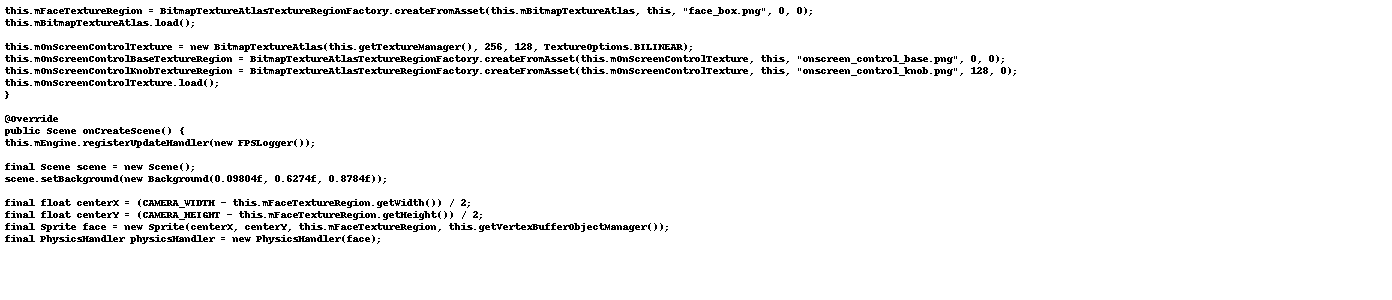 this.mFaceTextureRegion = BitmapTextureAtlasTextureRegionFactory.createFromAsset(this.mBitmapTextureAtlas, this, "face_box.png", 0, 0);
this.mBitmapTextureAtlas.load();
this.mOnScreenControlTexture = new BitmapTextureAtlas(this.getTextureManager(), 256, 128, TextureOptions.BILINEAR);
this.mOnScreenControlBaseTextureRegion = BitmapTextureAtlasTextureRegionFactory.createFromAsset(this.mOnScreenControlTexture, this, "onscreen_control_base.png", 0, 0);
this.mOnScreenControlKnobTextureRegion = BitmapTextureAtlasTextureRegionFactory.createFromAsset(this.mOnScreenControlTexture, this, "onscreen_control_knob.png", 128, 0);
this.mOnScreenControlTexture.load();
}
@Override
public Scene onCreateScene() {
this.mEngine.registerUpdateHandler(new FPSLogger());
final Scene scene = new Scene();
scene.setBackground(new Background(0.09804f, 0.6274f, 0.8784f));
final float centerX = (CAMERA_WIDTH - this.mFaceTextureRegion.getWidth()) / 2;
final float centerY = (CAMERA_HEIGHT - this.mFaceTextureRegion.getHeight()) / 2;
final Sprite face = new Sprite(centerX, centerY, this.mFaceTextureRegion, this.getVertexBufferObjectManager());
final PhysicsHandler physicsHandler = new PhysicsHandler(face);